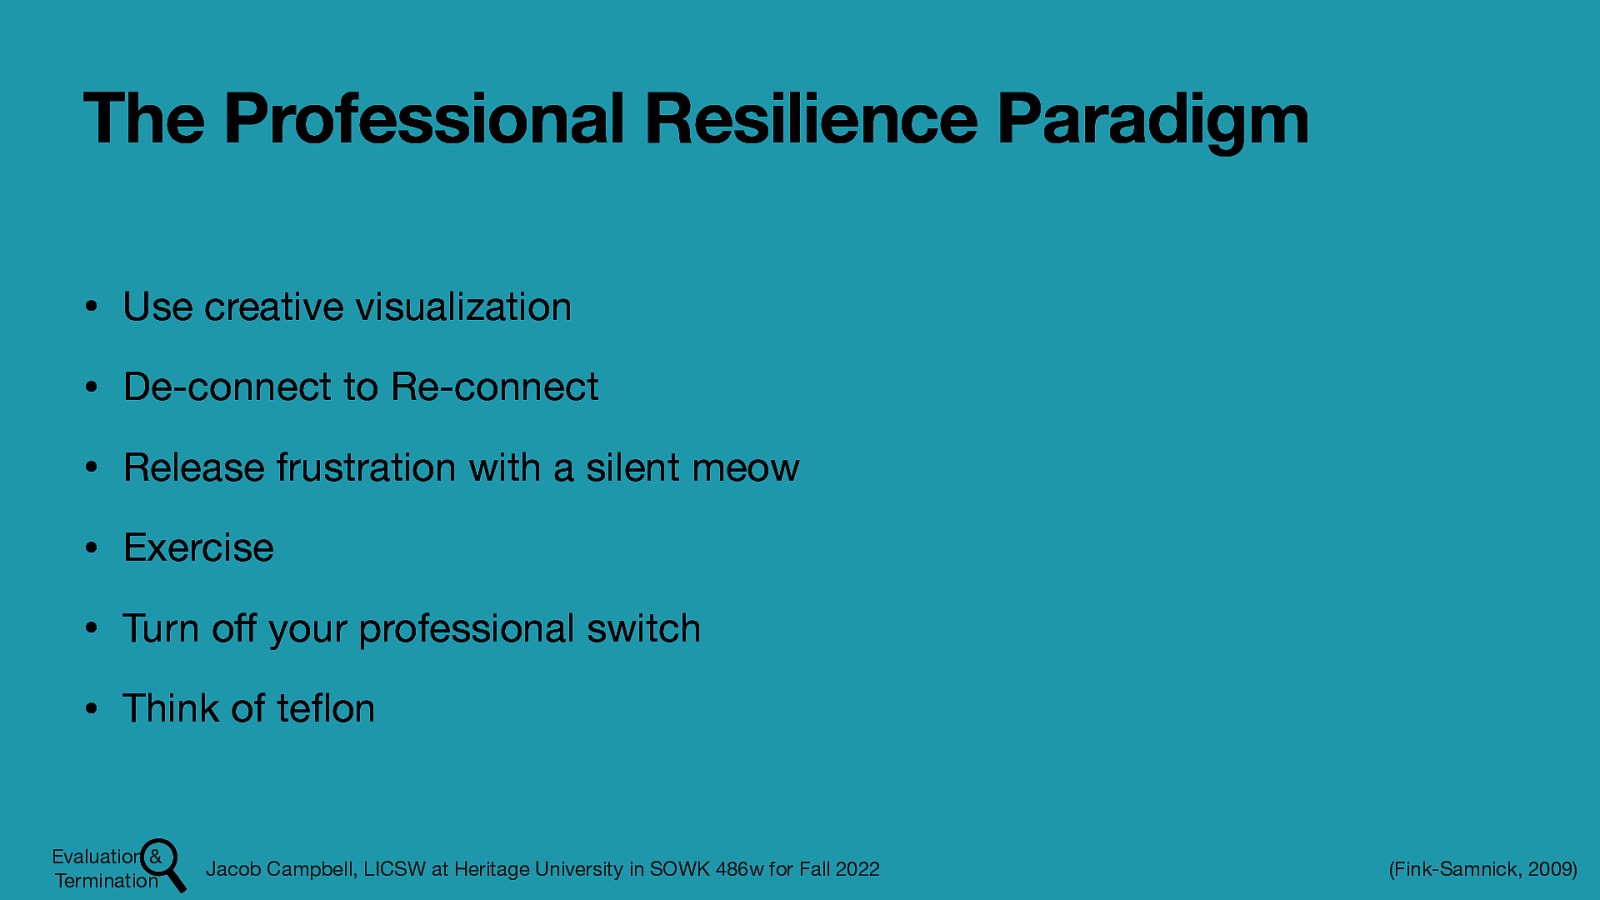 The Professional Resilience Paradigm
• Use creative visualization
• De-connect to Re-connect
• Release frustration with a silent meow
• Exercise
• Turn off your professional switch
• Think of teflon
Evaluation &
Termination
Jacob Campbell, LICSW at Heritage University in SOWK 486w for Fall 2022
(Fink-Samnick, 2009)